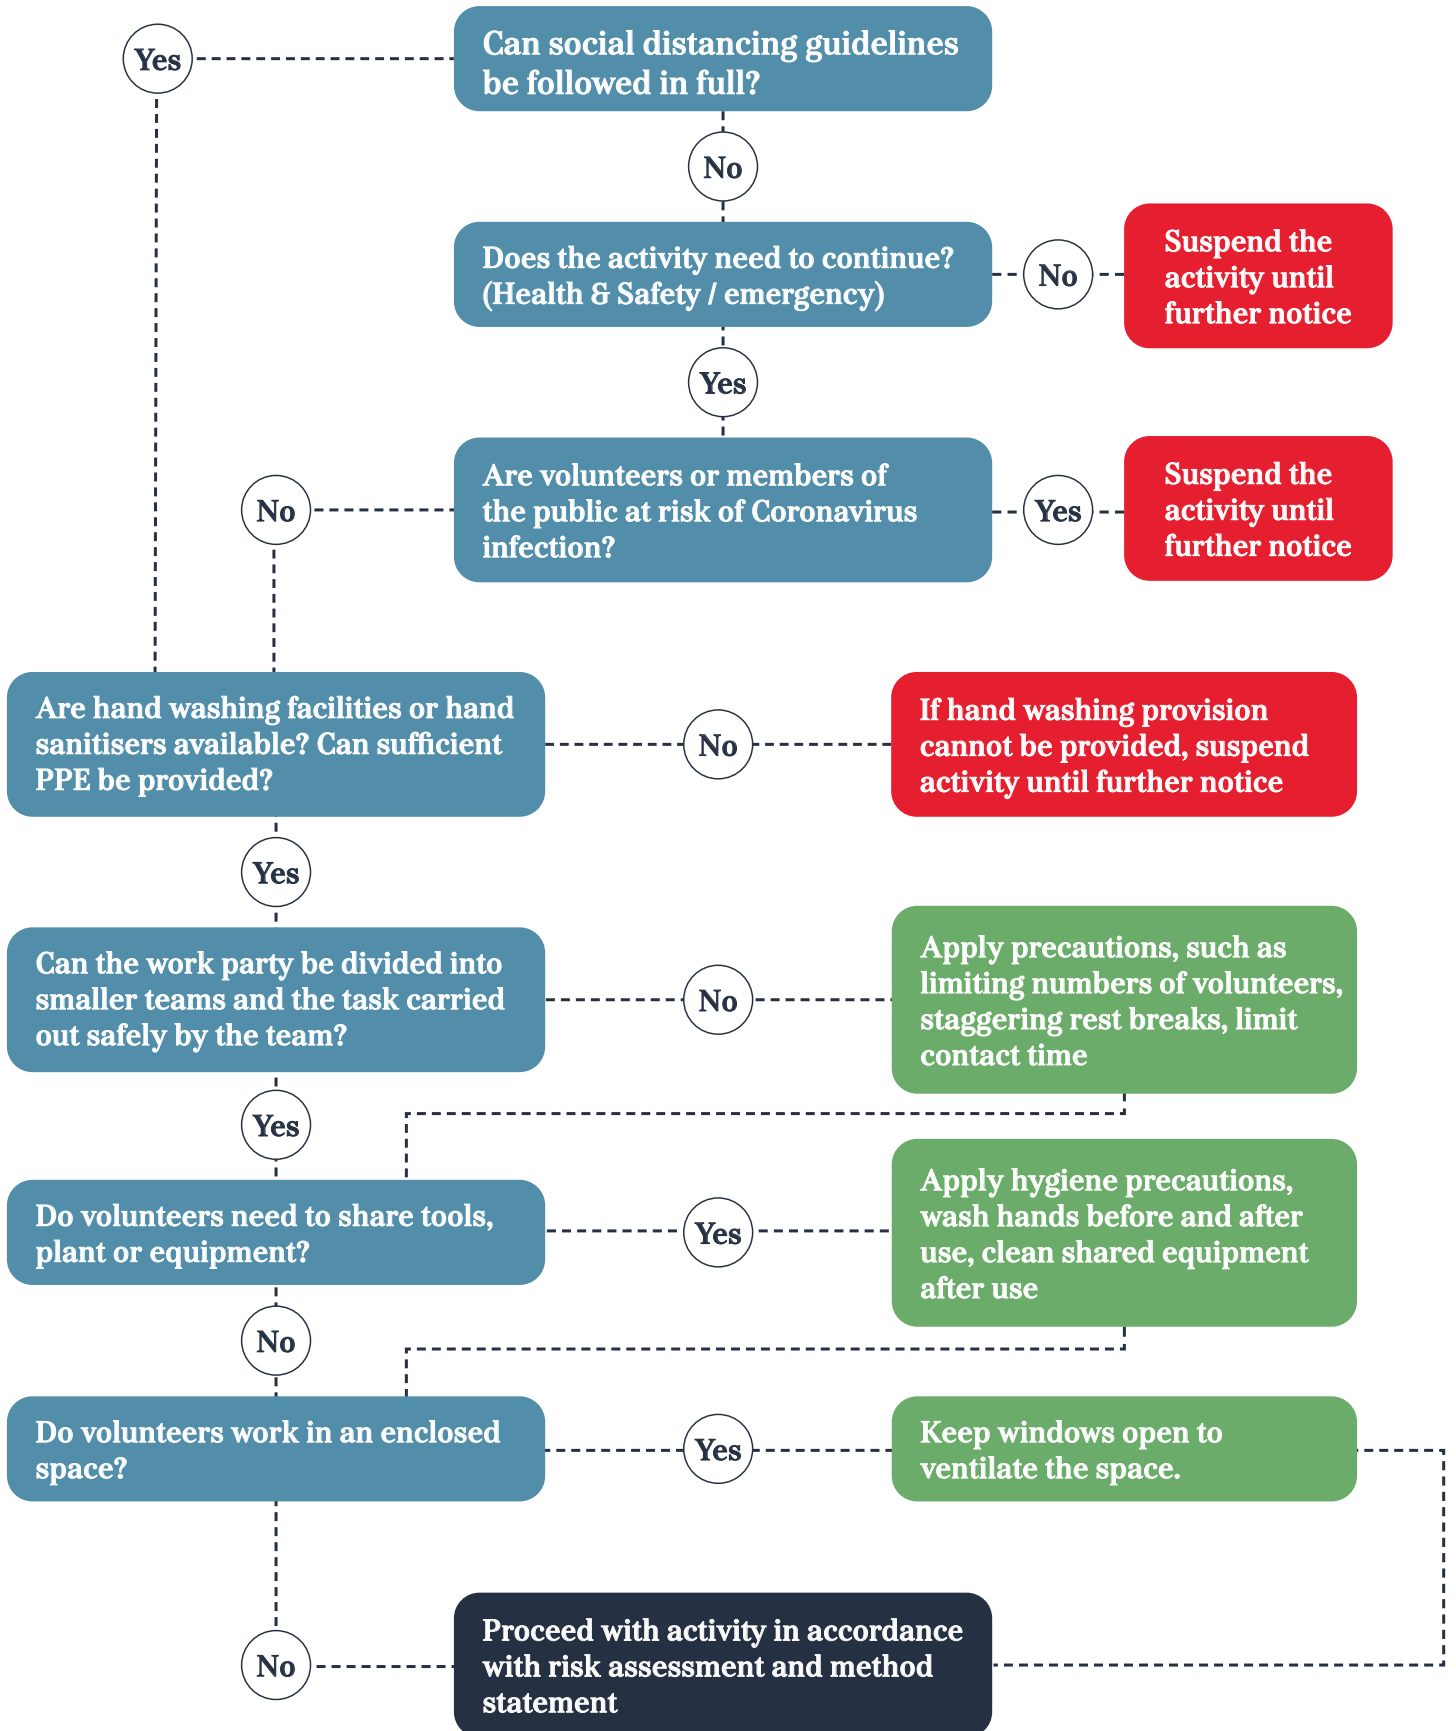 Can social distancing guidelines
be followed in full?
Yes
No
Does the activity need to continue?
(Health & Safety / emergency)
No
Suspend the
activity until
further notice
Yes
Are volunteers or members of
the public at risk of Coronavirus
infection?
No
Yes
Suspend the
activity until
further notice
Are hand washing facilities or hand
sanitisers available? Can sufficient
PPE be provided?
No
If hand washing provision
cannot be provided, suspend
activity until further notice
Yes
Can the work party be divided into
smaller teams and the task carried
out safely by the team?
No
Apply precautions, such as
limiting numbers of volunteers,
staggering rest breaks, limit
contact time
Yes
Do volunteers need to share tools,
plant or equipment?
Yes
Apply hygiene precautions,
wash hands before and after
use, clean shared equipment
after use
No
Do volunteers work in an enclosed
space?
Yes
Keep windows open to
ventilate the space.
No
Proceed with activity in accordance
with risk assessment and method
statement